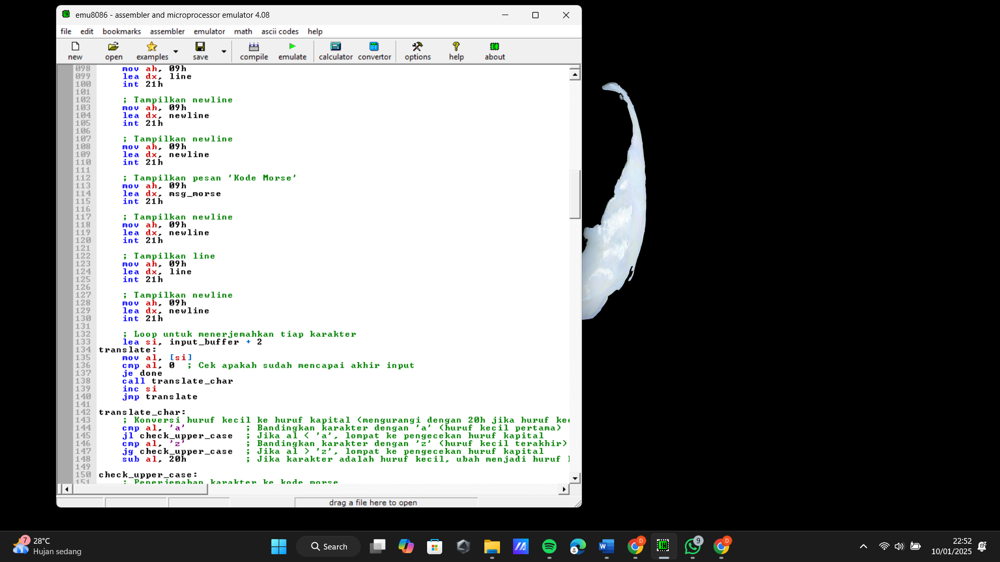 emu8086 - assembler and microprocessor emulator 4.08
file edit bookmarks assembler emulator math ascii codes help
new open examples save compile emulate calculator convertor options help about
098 mov ah, 09h
099 lea dx, line
100 int 21h
101
102 ; Tampilkan newline
103 mov ah, 09h
104 lea dx, newline
105 int 21h
106
107 ; Tampilkan newline
108 mov ah, 09h
109 lea dx, newline
110 int 21h
111
112 ; Tampilkan pesan 'Kode Morse'
113 mov ah, 09h
114 lea dx, msg_morse
115 int 21h
116
117 ; Tampilkan newline
118 mov ah, 09h
119 lea dx, newline
120 int 21h
121
122 ; Tampilkan line
123 mov ah, 09h
124 lea dx, line
125 int 21h
126
127 ; Tampilkan newline
128 mov ah, 09h
129 lea dx, newline
130 int 21h
131
132 ; Loop untuk menerjemahkan tiap karakter
133 lea si, input_buffer + 2
134 translate:
135 mov al, [si]
136 cmp al, 0 ; Cek apakah sudah mencapai akhir input
137 je done
138 call translate_char
139 inc si
140 jmp translate
141
142 translate_char:
143 ; Konversi huruf kecil ke huruf kapital (mengurangi dengan 20h jika huruf
144 cmp al, 'a' ; Bandingkan karakter dengan 'a' (huruf kecil pertama)
145 jl check_upper_case ; Jika al < 'a', lompat ke pengecekan huruf kapital
146 cmp al, 'z' ; Bandingkan karakter dengan 'z' (huruf kecil terakhir)
147 jg check_upper_case ; Jika al > 'z', lompat ke pengecekan huruf kapital
148 sub al, 20h ; Jika karakter adalah huruf kecil, ubah menjadi huruf
149
150 check_upper_case:
151 ; Penerjemahan karakter ke kode morse
drag a file here to open
7 28°C
Hujan sedang
Search
9
22:52
10/01/2025